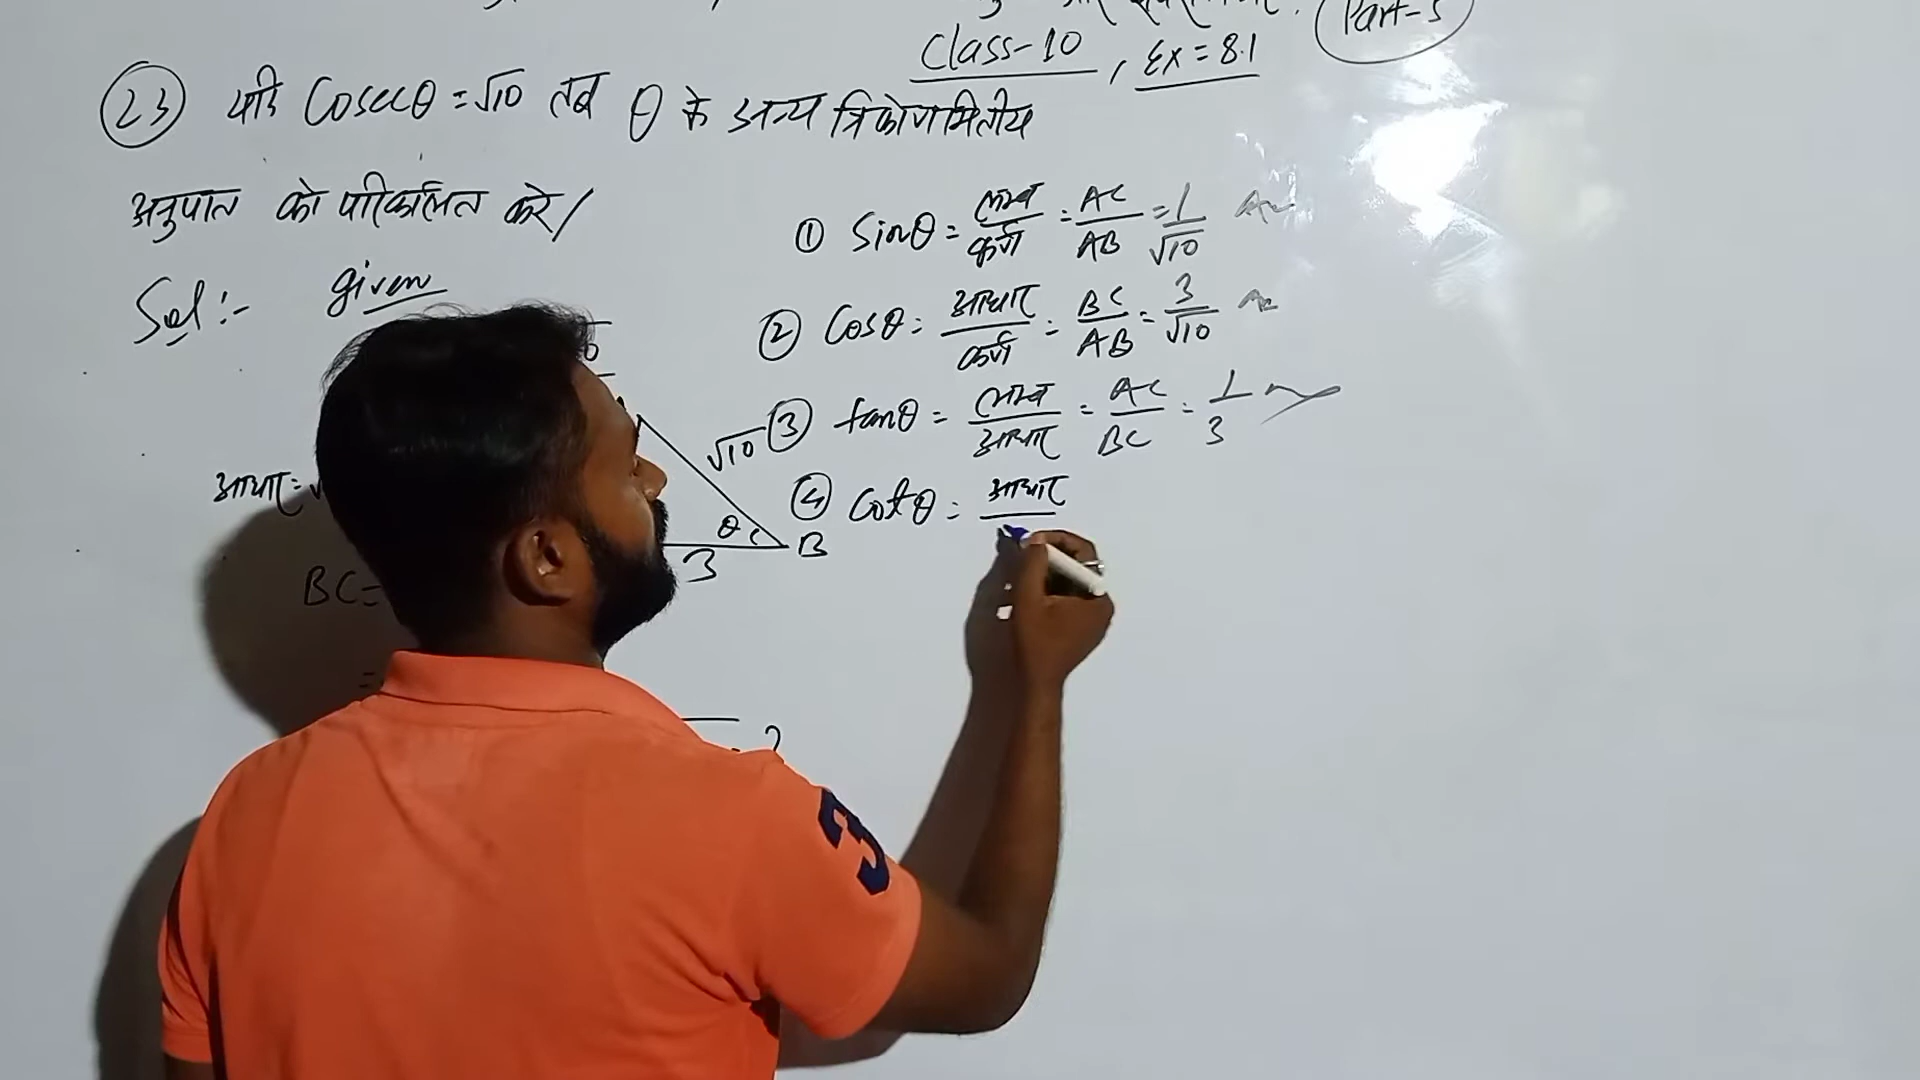 Class-10, Ex=8.1
Part-5
(23) यदि Cosecθ=√10 तब θ के अन्य त्रिकोणमितीय
अनुपात को परिकलित करे/
Sol:- given
आधार=√
BC=
=
√10
θ
3
B
① Sinθ = लम्ब/कर्ण = AC/AB = 1/√10
② Cosθ = आधार/कर्ण = BC/AB = 3/√10
③ tanθ = लम्ब/आधार = AC/BC = 1/3
④ Cotθ = आधार
3